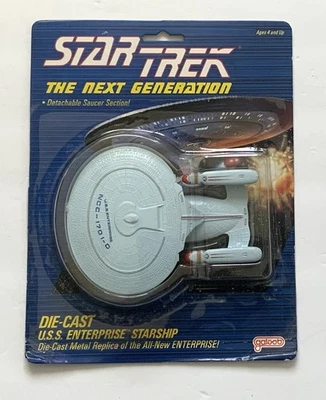 Ages 4 and Up
STAR TREK
THE NEXT GENERATION
• Detachable Saucer Section!
U.S.S. ENTERPRISE
NCC-1701-D
DIE-CAST
U.S.S. ENTERPRISE STARSHIP
Die-Cast Metal Replica of the All-New ENTERPRISE!
galoob